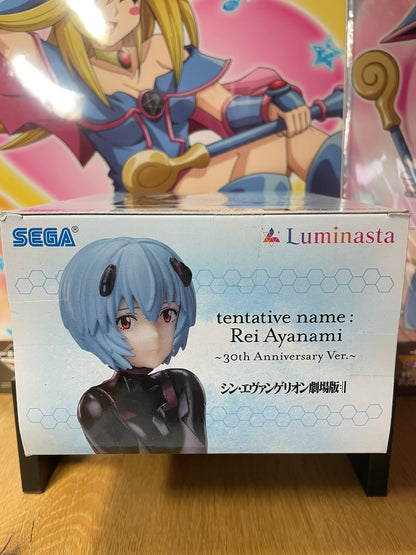 SEGA®
Luminasta
tentative name:
Rei Ayanami
~30th Anniversary Ver.~
シン・エヴァンゲリオン劇場版:||